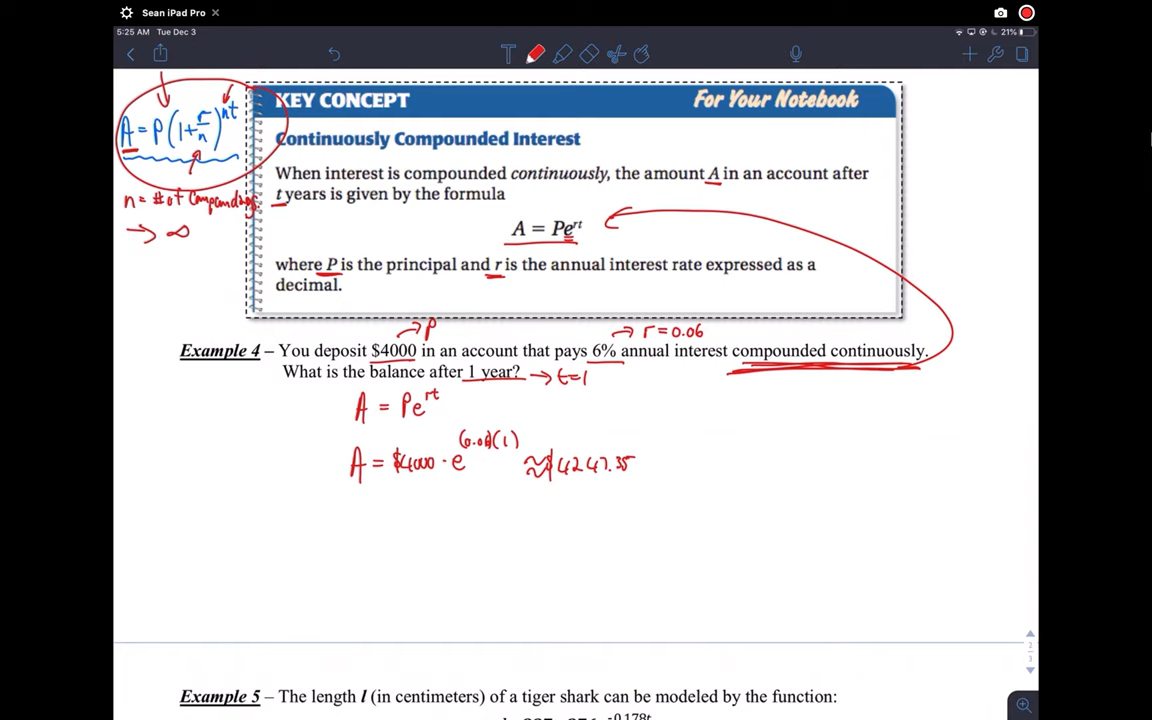 Sean iPad Pro ×
5:25 AM Tue Dec 3
21%
A = P(1 + r/n)^nt
n = # of Compoundings.
→ ∞
KEY CONCEPT
For Your Notebook
Continuously Compounded Interest
When interest is compounded continuously, the amount A in an account after
t years is given by the formula
A = Pe^rt
where P is the principal and r is the annual interest rate expressed as a
decimal.
→ P
→ r = 0.06
Example 4 – You deposit $4000 in an account that pays 6% annual interest compounded continuously.
What is the balance after 1 year? → t=1
A = Pe^rt
A = $4000 · e^(0.06)(1) ≈ $4247.35
2
3
Example 5 – The length l (in centimeters) of a tiger shark can be modeled by the function:
-0.178t